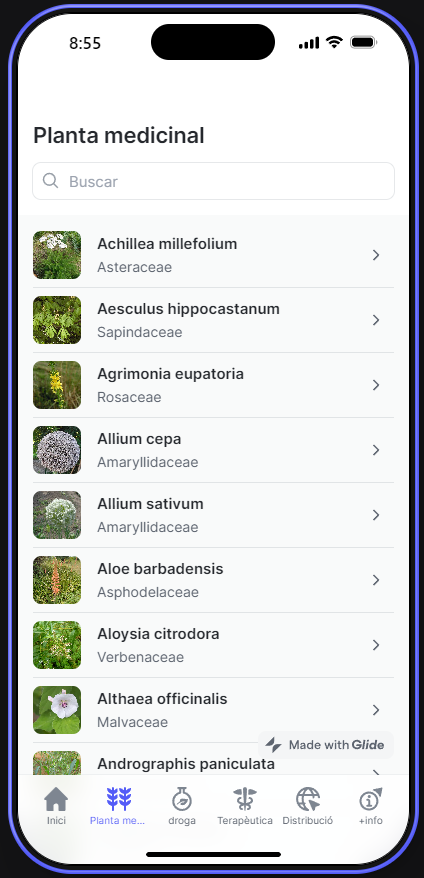 8:55
Planta medicinal
Buscar
Achillea millefolium
Asteraceae
Aesculus hippocastanum
Sapindaceae
Agrimonia eupatoria
Rosaceae
Allium cepa
Amaryllidaceae
Allium sativum
Amaryllidaceae
Aloe barbadensis
Asphodelaceae
Aloysia citrodora
Verbenaceae
Althaea officinalis
Malvaceae
Made with Glide
Andrographis paniculata
Inici Planta me... droga Terapèutica Distribució +info